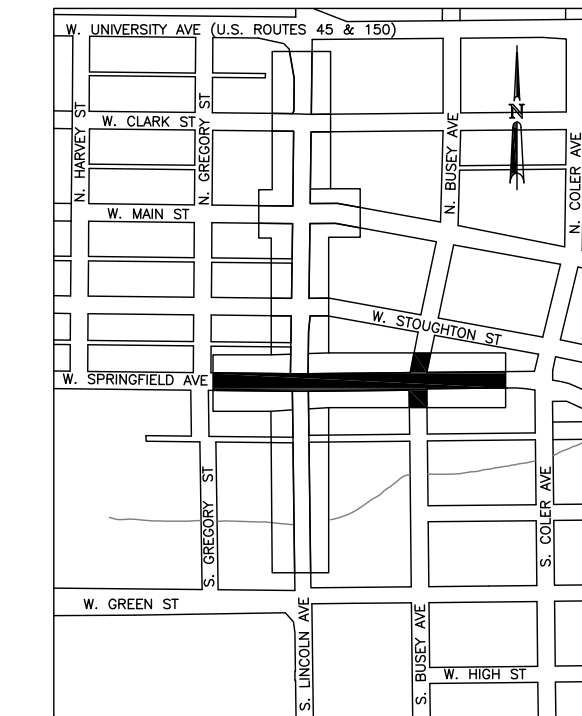 W. UNIVERSITY AVE (U.S. ROUTES 45 & 150)
N. HARVEY ST
N. GREGORY ST
W. CLARK ST
N. BUSEY AVE
N
N. COLER AVE
W. MAIN ST
W. STOUGHTON ST
W. SPRINGFIELD AVE
S. GREGORY ST
S. COLER AVE
W. GREEN ST
S. LINCOLN AVE
S. BUSEY AVE
W. HIGH ST